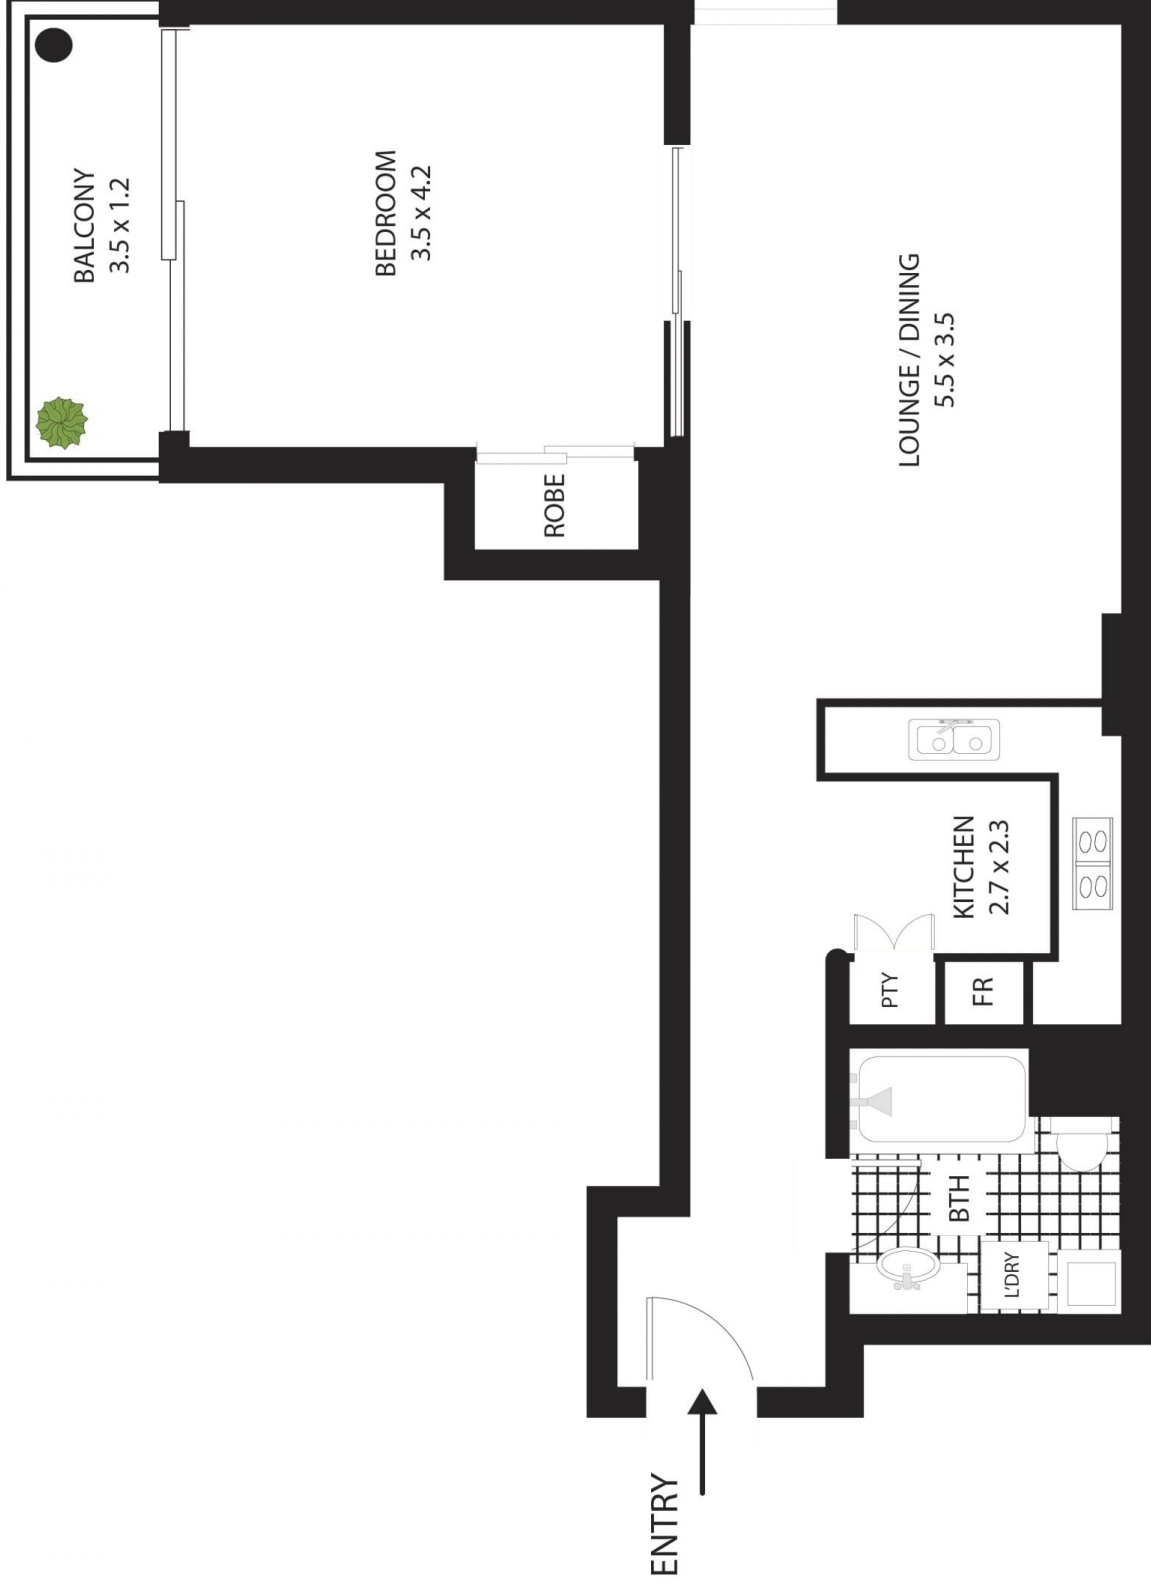 BALCONY
3.5 x 1.2
BEDROOM
3.5 x 4.2
ROBE
LOUNGE / DINING
5.5 x 3.5
KITCHEN
2.7 x 2.3
PTY
FR
BTH
L'DRY
ENTRY